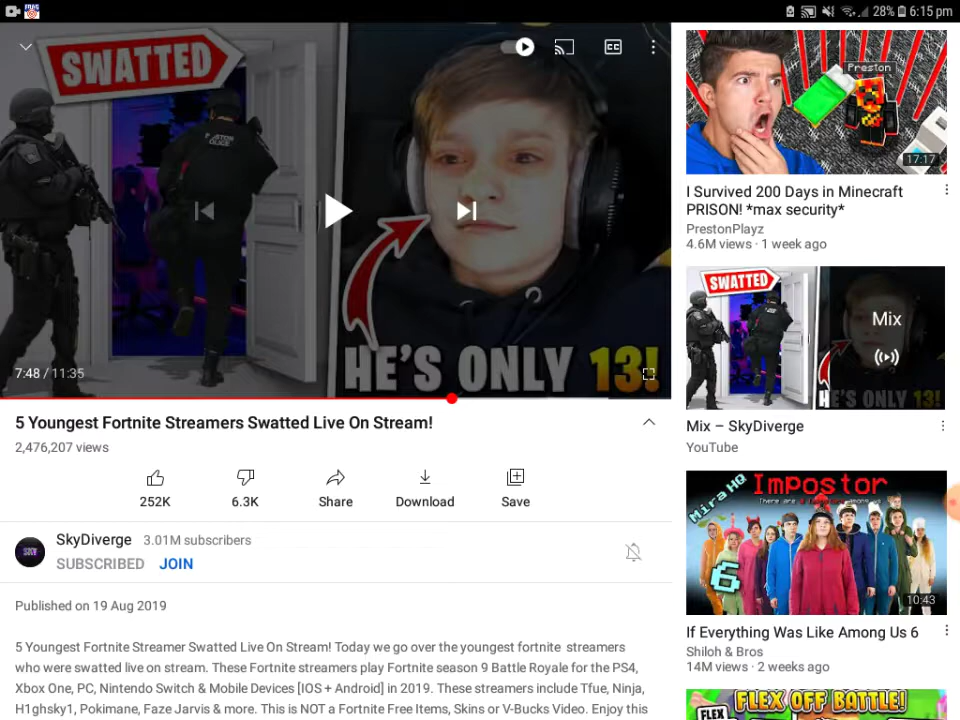 28% 6:15 pm
SWATTED
POLICE
HE'S ONLY 13!
7:48 / 11:35
5 Youngest Fortnite Streamers Swatted Live On Stream!
2,476,207 views
252K
6.3K
Share
Download
Save
SkyDiverge 3.01M subscribers
SUBSCRIBED JOIN
Published on 19 Aug 2019
5 Youngest Fortnite Streamer Swatted Live On Stream! Today we go over the youngest fortnite streamers
who were swatted live on stream. These Fortnite streamers play Fortnite season 9 Battle Royale for the PS4,
Xbox One, PC, Nintendo Switch & Mobile Devices [IOS + Android] in 2019. These streamers include Tfue, Ninja,
H1ghsky1, Pokimane, Faze Jarvis & more. This is NOT a Fortnite Free Items, Skins or V-Bucks Video. Enjoy this
Preston
17:17
I Survived 200 Days in Minecraft
PRISON! *max security*
PrestonPlayz
4.6M views · 1 week ago
SWATTED
Mix
HE'S ONLY 13!
Mix – SkyDiverge
YouTube
Mira HQ
Impostor
6
10:43
If Everything Was Like Among Us 6
Shiloh & Bros
14M views · 2 weeks ago
FLEX OFF BATTLE!
FLEX